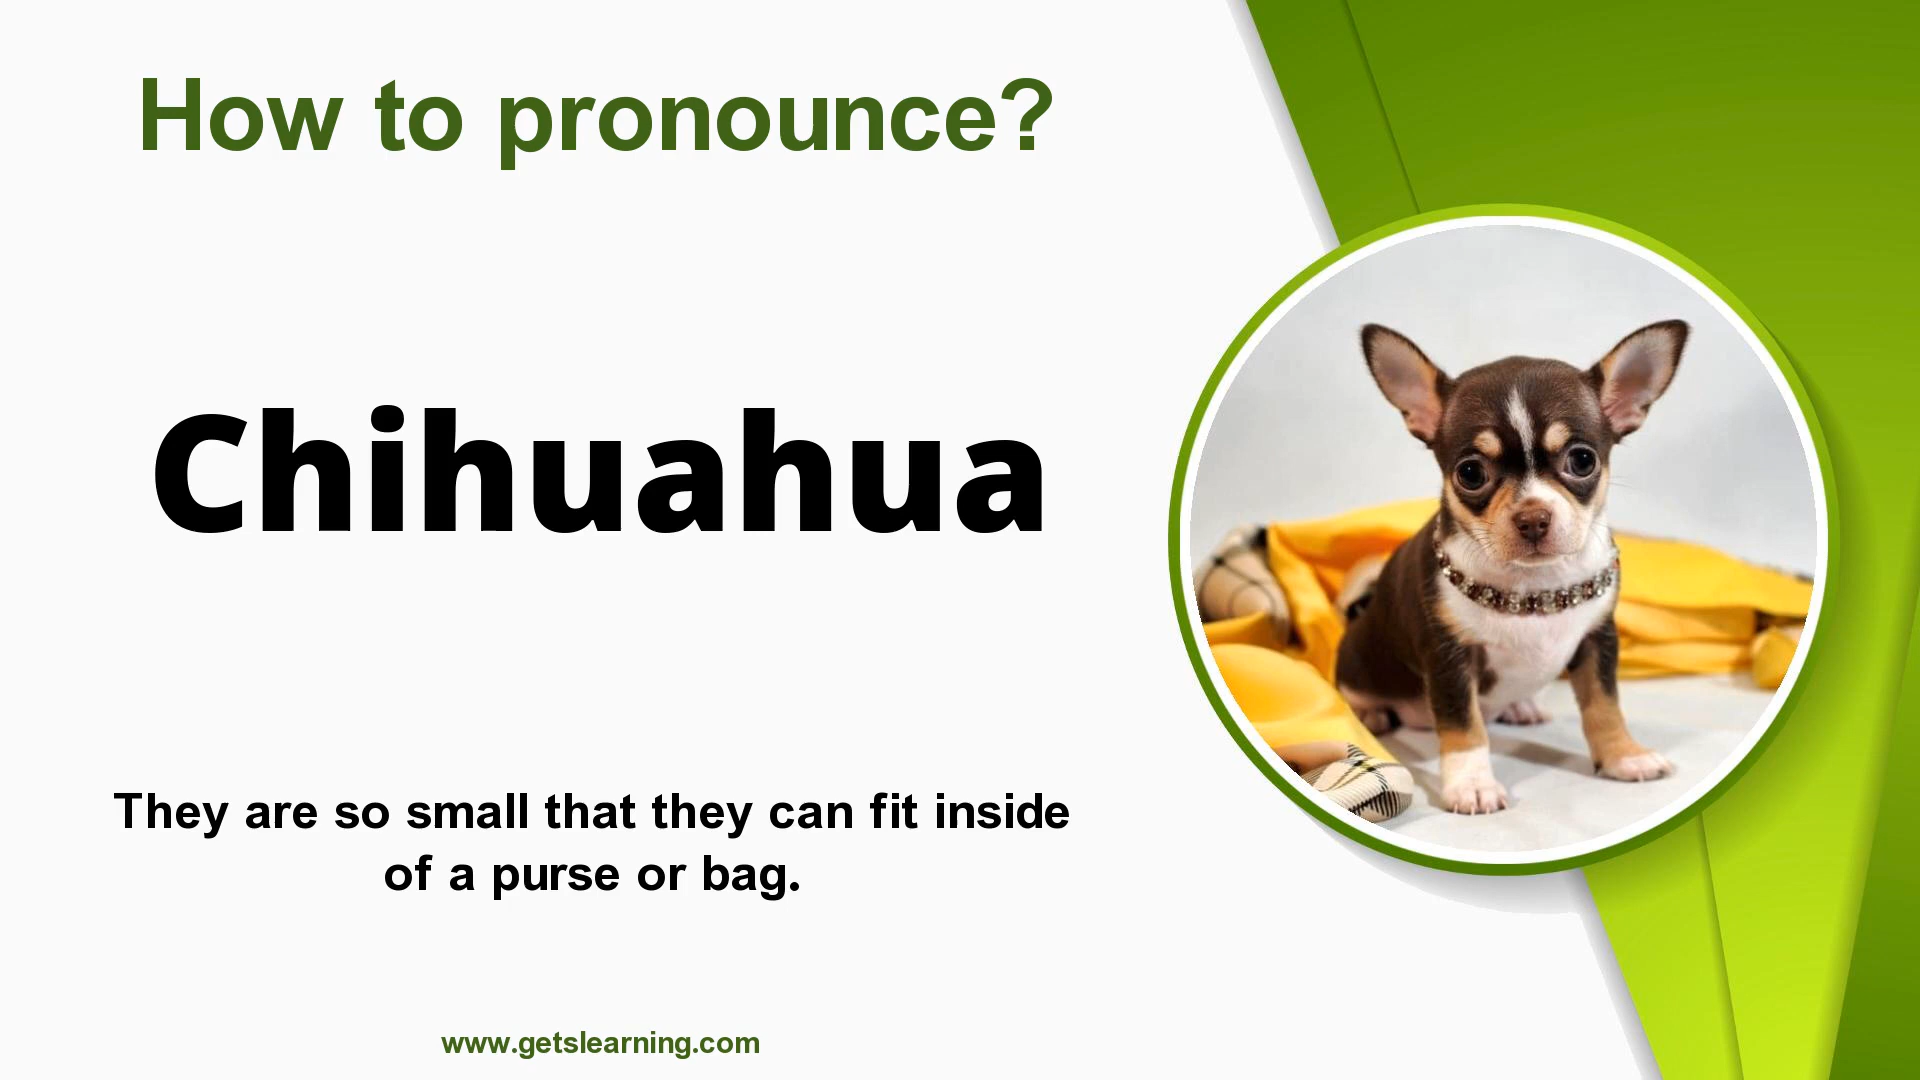 How to pronounce?
Chihuahua
They are so small that they can fit inside
of a purse or bag.
www.getslearning.com